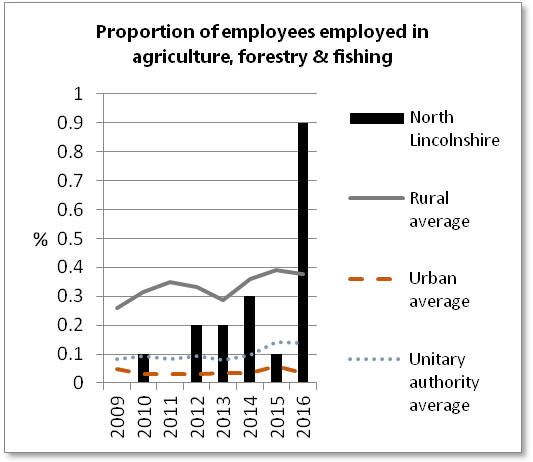 Proportion of employees employed in
agriculture, forestry & fishing
1
0.9
0.8
0.7
0.6
0.5
0.4
0.3
0.2
0.1
0
%
2009
2010
2011
2012
2013
2014
2015
2016
North
Lincolnshire
Rural
average
Urban
average
Unitary
authority
average